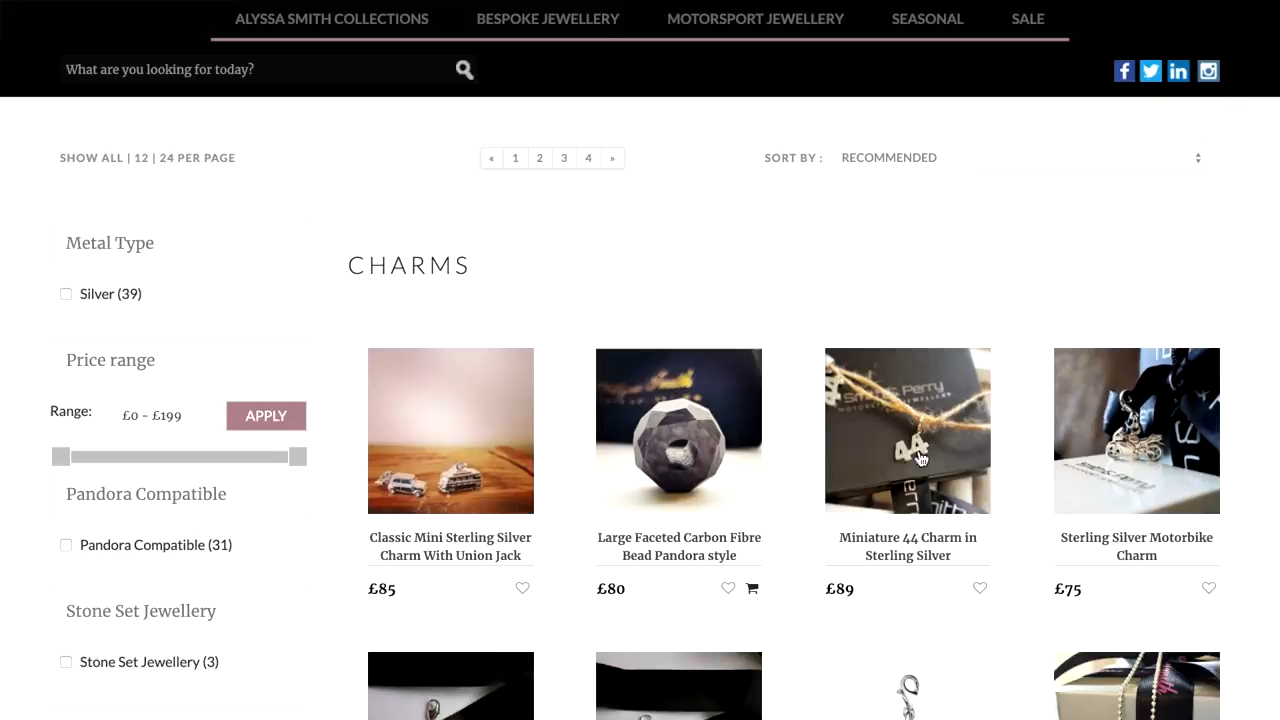 ALYSSA SMITH COLLECTIONS BESPOKE JEWELLERY MOTORSPORT JEWELLERY SEASONAL SALE
What are you looking for today?
SHOW ALL | 12 | 24 PER PAGE
« 1 2 3 4 »
SORT BY : RECOMMENDED
Metal Type
Silver (39)
Price range
Range: £0 - £199 APPLY
Pandora Compatible
Pandora Compatible (31)
Stone Set Jewellery
Stone Set Jewellery (3)
CHARMS
44
Classic Mini Sterling Silver
Charm With Union Jack
£85
Large Faceted Carbon Fibre
Bead Pandora style
£80
Miniature 44 Charm in
Sterling Silver
£89
Sterling Silver Motorbike
Charm
£75